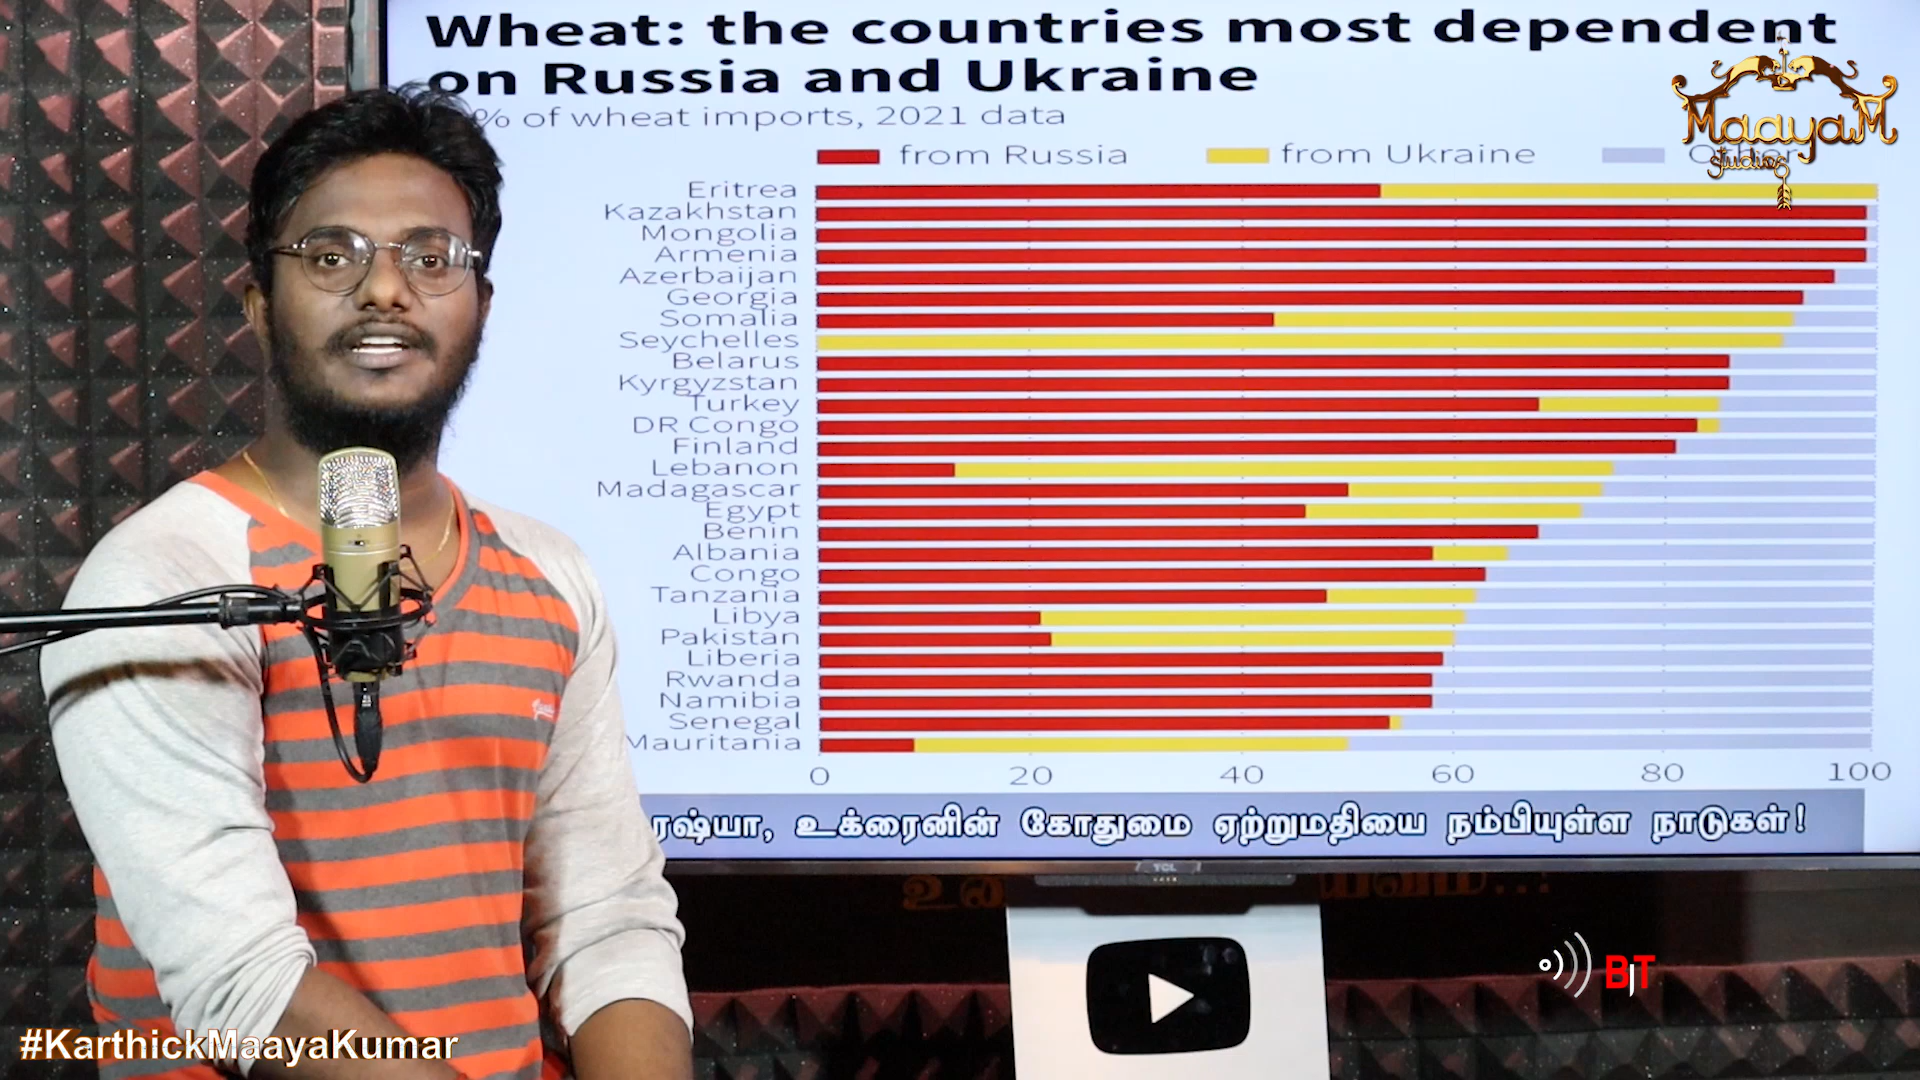 Wheat: the countries most dependent
on Russia and Ukraine
% of wheat imports, 2021 data
from Russia
from Ukraine
MaayaM
studios
Eritrea
Kazakhstan
Mongolia
Armenia
Azerbaijan
Georgia
Somalia
Seychelles
Belarus
Kyrgyzstan
Turkey
DR Congo
Finland
Lebanon
Madagascar
Egypt
Benin
Albania
Congo
Tanzania
Libya
Pakistan
Liberia
Rwanda
Namibia
Senegal
Mauritania
0 20 40 60 80 100
ரஷ்யா, உக்ரைனின் கோதுமை ஏற்றுமதியை நம்பியுள்ள நாடுகள்!
TCL
BJT
#KarthickMaayaKumar